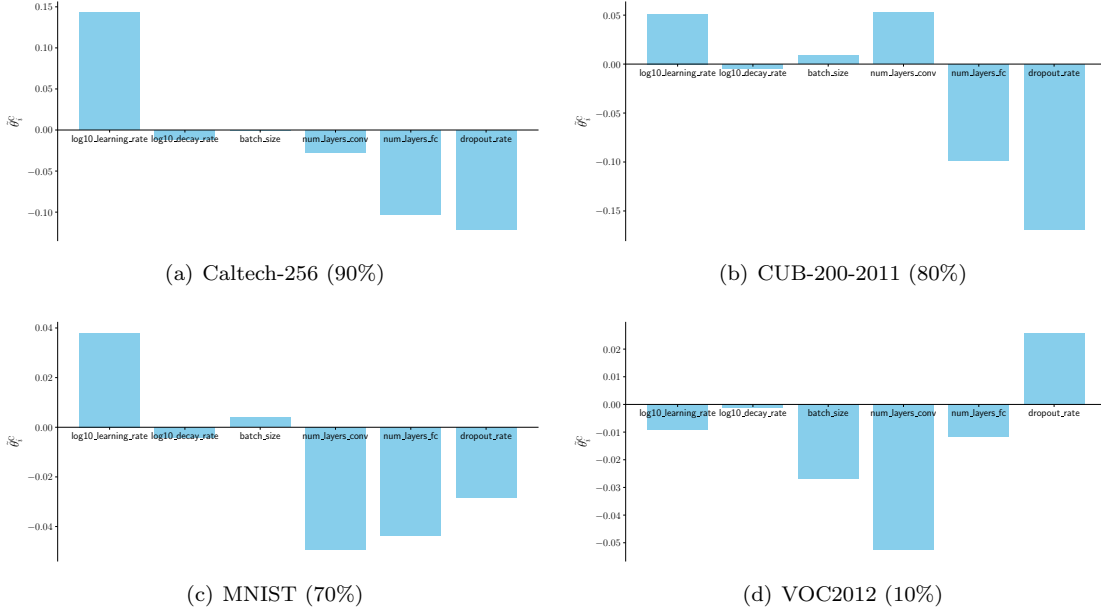 0.15
0.10
0.05
0.00
−0.05
−0.10
θ̃ᵢᶜ
log10_learning_rate log10_decay_rate batch_size num_layers_conv num_layers_fc dropout_rate
(a) Caltech-256 (90%)
0.05
0.00
−0.05
−0.10
−0.15
θ̃ᵢᶜ
log10_learning_rate log10_decay_rate batch_size num_layers_conv num_layers_fc dropout_rate
(b) CUB-200-2011 (80%)
0.04
0.02
0.00
−0.02
−0.04
θ̃ᵢᶜ
log10_learning_rate log10_decay_rate batch_size num_layers_conv num_layers_fc dropout_rate
(c) MNIST (70%)
0.02
0.01
0.00
−0.01
−0.02
−0.03
−0.04
−0.05
θ̃ᵢᶜ
log10_learning_rate log10_decay_rate batch_size num_layers_conv num_layers_fc dropout_rate
(d) VOC2012 (10%)